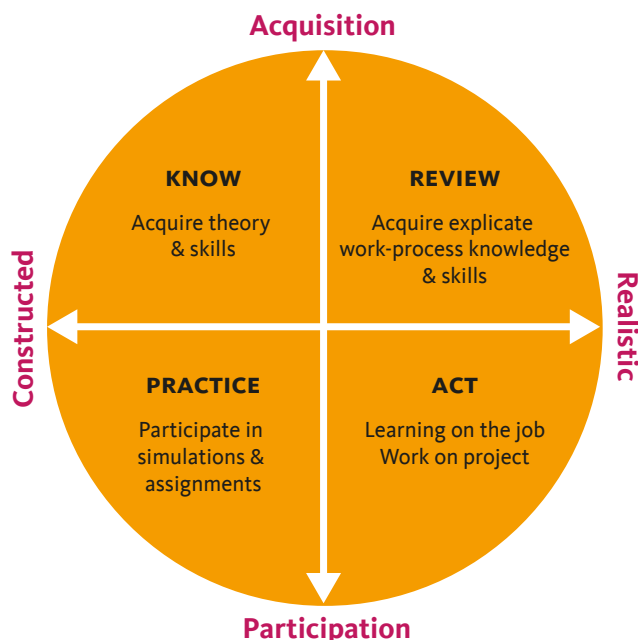 Acquisition
KNOW
Acquire theory
& skills
REVIEW
Acquire explicate
work-process knowledge
& skills
Constructed
Realistic
PRACTICE
Participate in
simulations &
assignments
ACT
Learning on the job
Work on project
Participation